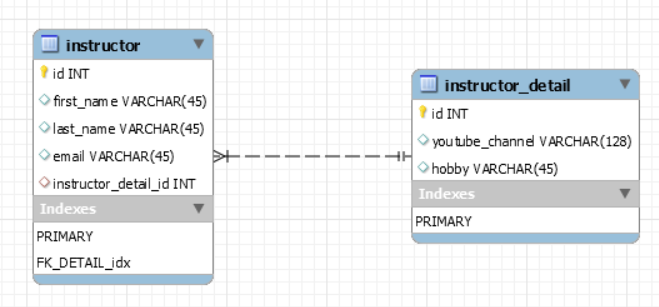 instructor
id INT
first_name VARCHAR(45)
last_name VARCHAR(45)
email VARCHAR(45)
instructor_detail_id INT
Indexes
PRIMARY
FK_DETAIL_idx
instructor_detail
id INT
youtube_channel VARCHAR(128)
hobby VARCHAR(45)
Indexes
PRIMARY